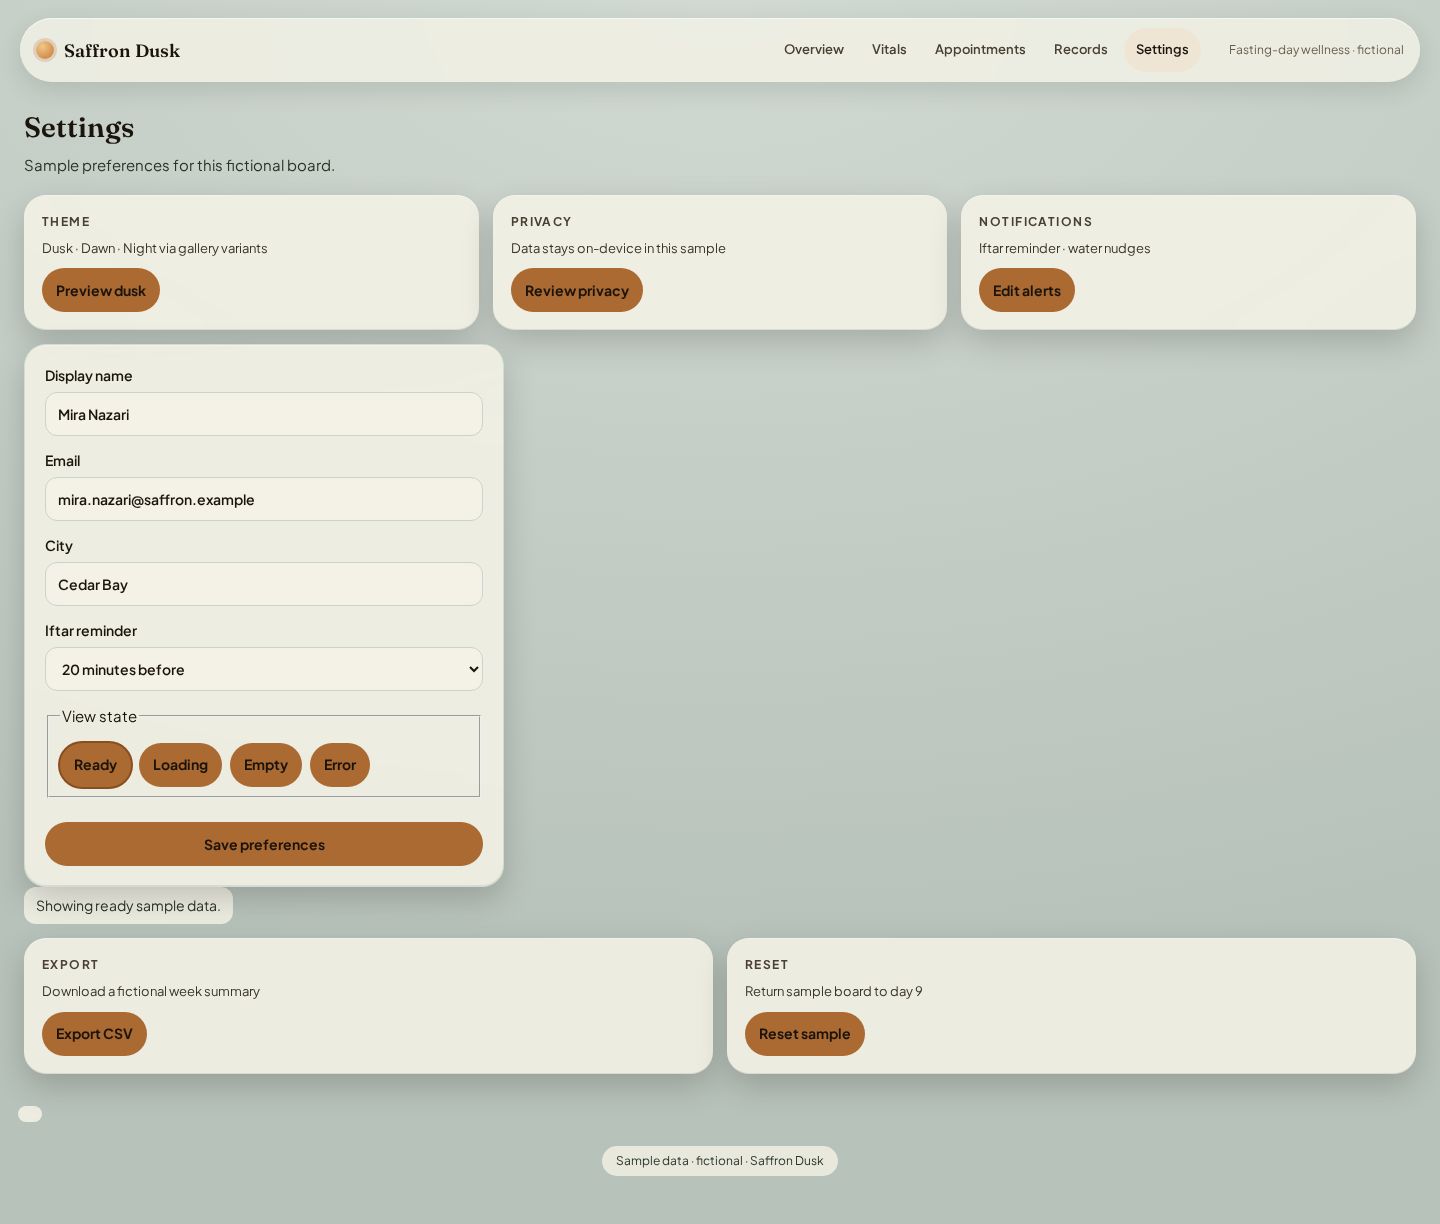 Saffron Dusk
Overview
Vitals
Appointments
Records
Settings
Fasting-day wellness · fictional
Settings
Sample preferences for this fictional board.
THEME
Dusk · Dawn · Night via gallery variants
Preview dusk
PRIVACY
Data stays on-device in this sample
Review privacy
NOTIFICATIONS
Iftar reminder · water nudges
Edit alerts
Display name
Mira Nazari
Email
mira.nazari@saffron.example
City
Cedar Bay
Iftar reminder
20 minutes before
View state
Ready
Loading
Empty
Error
Save preferences
Showing ready sample data.
EXPORT
Download a fictional week summary
Export CSV
RESET
Return sample board to day 9
Reset sample
Sample data · fictional · Saffron Dusk